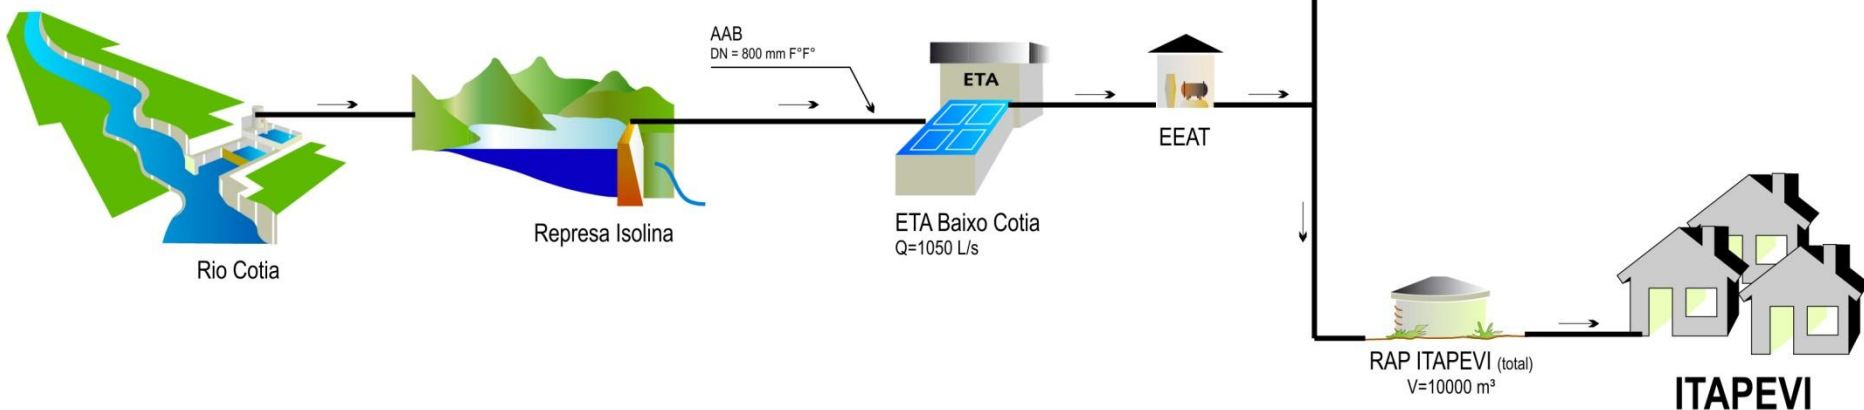 AAB
DN = 800 mm F°F°
ETA
EEAT
Rio Cotia
Represa Isolina
ETA Baixo Cotia
Q=1050 L/s
RAP ITAPEVI (total)
V=10000 m³
ITAPEVI